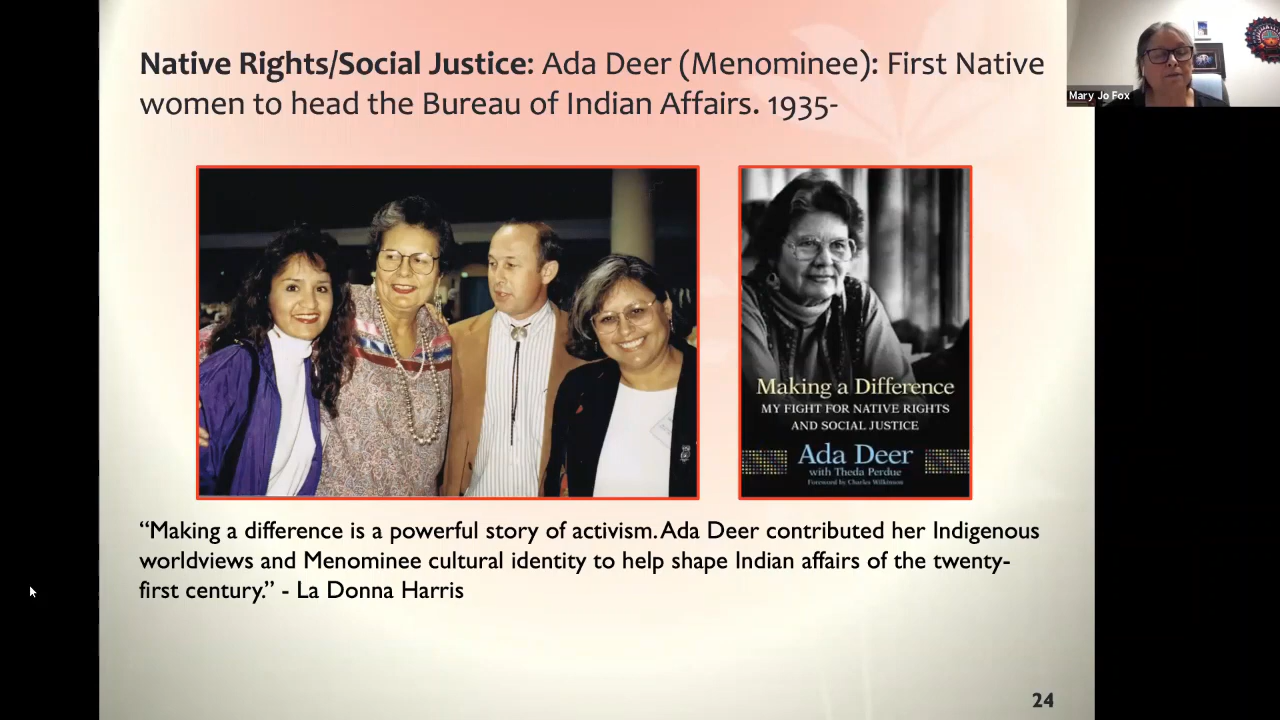 Native Rights/Social Justice: Ada Deer (Menominee): First Native
women to head the Bureau of Indian Affairs. 1935-
Mary Jo Fox
Making a Difference
MY FIGHT FOR NATIVE RIGHTS
AND SOCIAL JUSTICE
Ada Deer
with Theda Perdue
Foreword by Charles Wilkinson
“Making a difference is a powerful story of activism. Ada Deer contributed her Indigenous
worldviews and Menominee cultural identity to help shape Indian affairs of the twenty-
first century.” - La Donna Harris
24